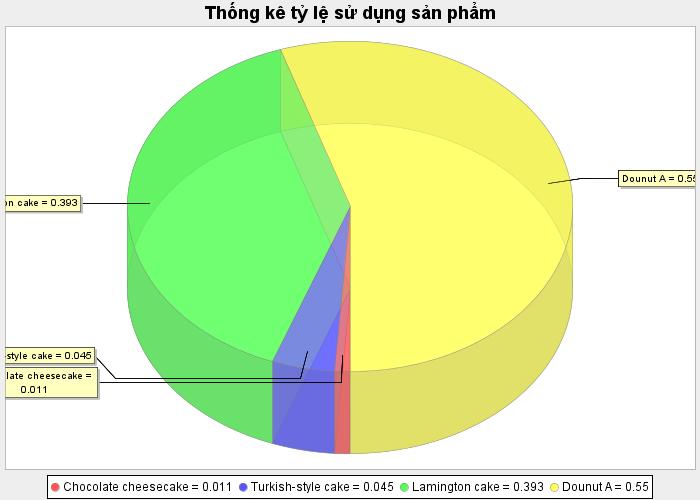 Thống kê tỷ lệ sử dụng sản phẩm
Dounut A = 0.55
on cake = 0.393
-style cake = 0.045
late cheesecake =
0.011
Chocolate cheesecake = 0.011 Turkish-style cake = 0.045 Lamington cake = 0.393 Dounut A = 0.55